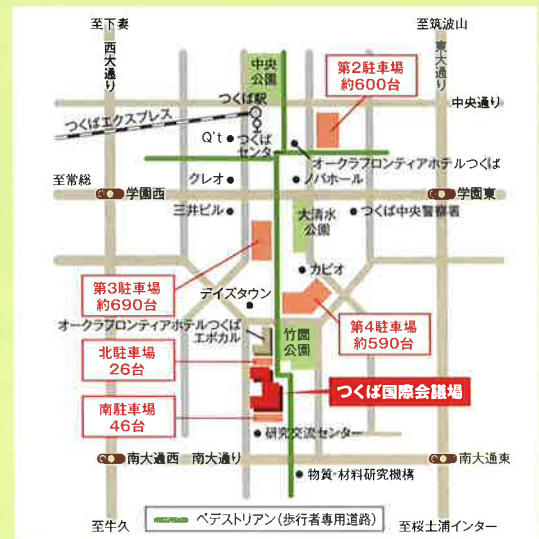 至下妻
至筑波山
西大通り
東大通り
中央
公園
第2駐車場
約600台
つくば駅
中央通り
つくばエクスプレス
Q't
つくば
センタ
オークラフロンティアホテルつくば
至常総
クレオ
ノバホール
学園西
学園東
三井ビル
大清水
公園
つくば中央警察署
第3駐車場
約690台
カピオ
デイズタウン
オークラフロンティアホテルつくば
エポカル
竹園
公園
第4駐車場
約590台
北駐車場
26台
つくば国際会議場
南駐車場
46台
研究交流センター
南大通西
南大通り
南大通東
物質・材料研究機構
至牛久
ペデストリアン(歩行者専用道路)
至桜土浦インター